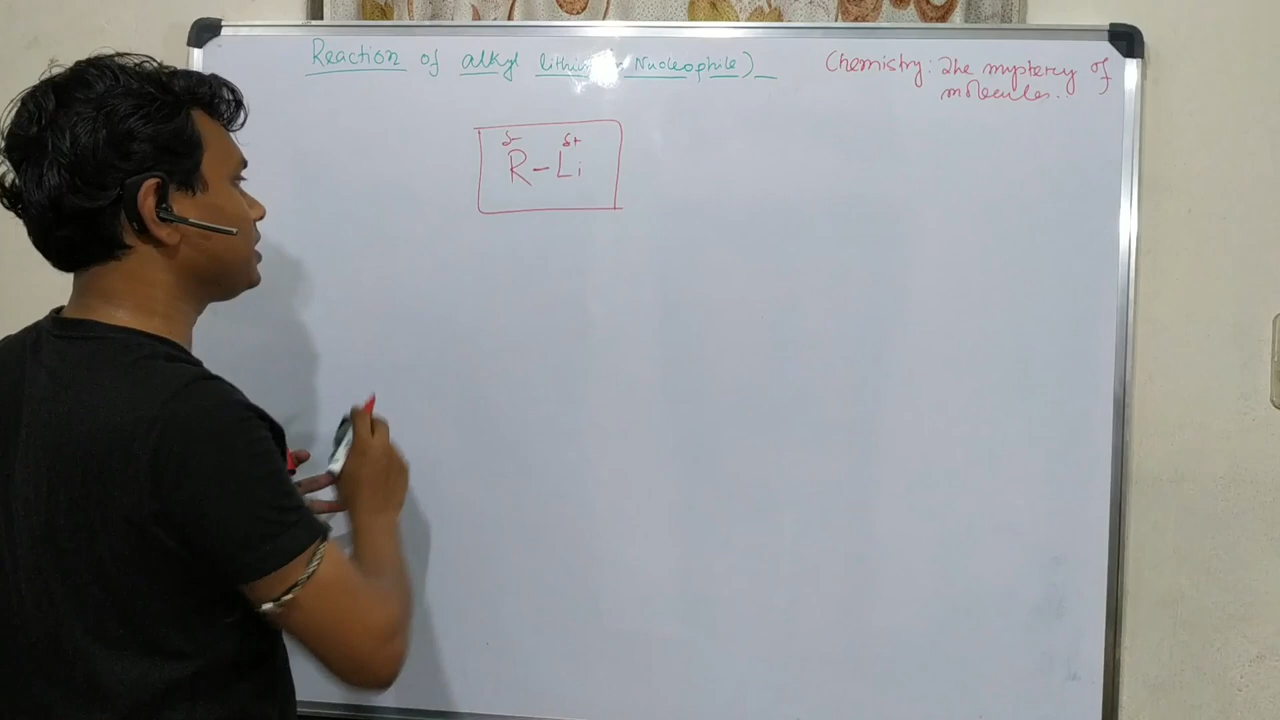 Reaction of alkyl Nucleophile)
Chemistry: The mystery of
molecules.
δ- δ+
R-Li